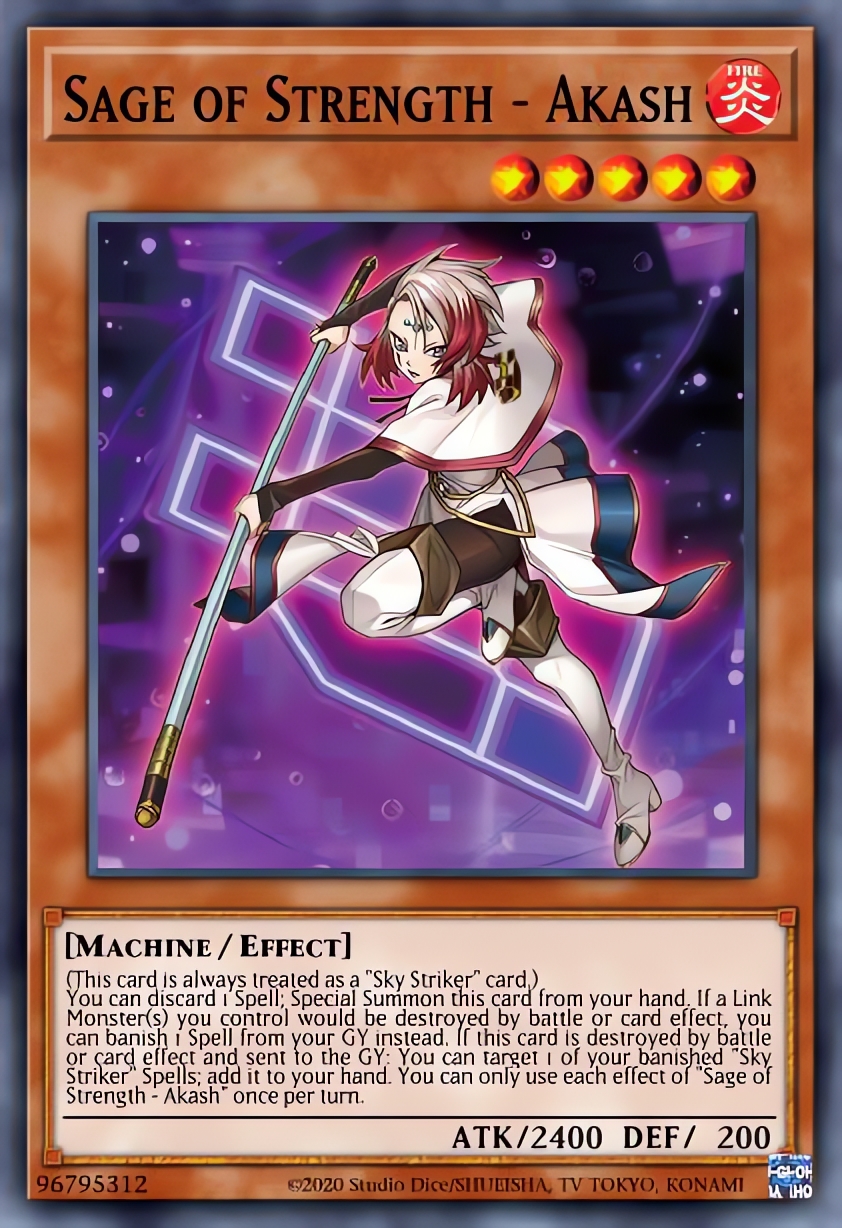 Sage of Strength - Akash
FIRE
炎
[Machine / Effect]
(This card is always treated as a "Sky Striker" card.)
You can discard 1 Spell; Special Summon this card from your hand. If a Link
Monster(s) you control would be destroyed by battle or card effect, you
can banish 1 Spell from your GY instead. If this card is destroyed by battle
or card effect and sent to the GY: You can target 1 of your banished "Sky
Striker" Spells; add it to your hand. You can only use each effect of "Sage of
Strength - Akash" once per turn.
ATK/2400 DEF/ 200
96795312
©2020 Studio Dice/SHUEISHA, TV TOKYO, KONAMI